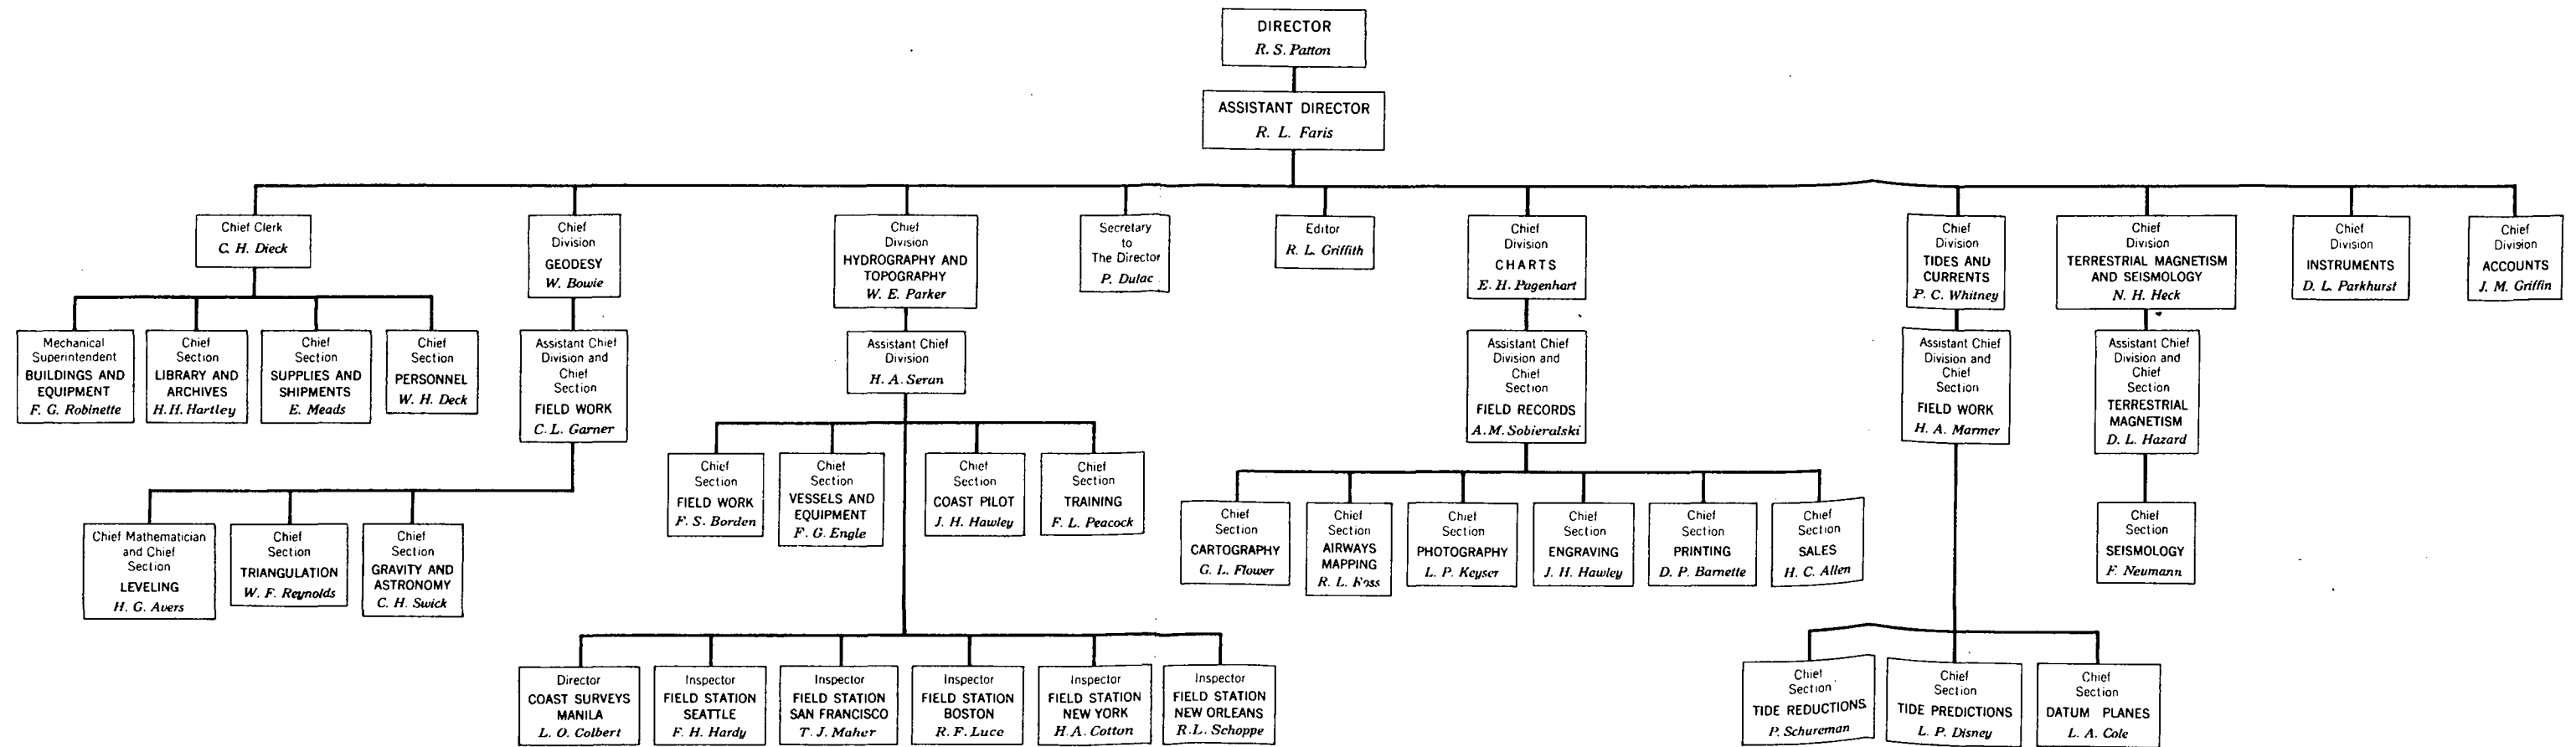 DIRECTOR
R. S. Patton
ASSISTANT DIRECTOR
R. L. Faris
Chief Clerk
C. H. Dieck
Chief
Division
GEODESY
W. Bowie
Chief
Division
HYDROGRAPHY AND
TOPOGRAPHY
W. E. Parker
Secretary
to
The Director
P. Dulac
Editor
R. L. Griffith
Chief
Division
CHARTS
E. H. Pagenhart
Chief
Division
TIDES AND
CURRENTS
P. C. Whitney
Chief
Division
TERRESTRIAL MAGNETISM
AND SEISMOLOGY
N. H. Heck
Chief
Division
INSTRUMENTS
D. L. Parkhurst
Chief
Division
ACCOUNTS
J. M. Griffin
Mechanical
Superintendent
BUILDINGS AND
EQUIPMENT
F. G. Robinette
Chief
Section
LIBRARY AND
ARCHIVES
H. H. Hartley
Chief
Section
SUPPLIES AND
SHIPMENTS
E. Meads
Chief
Section
PERSONNEL
W. H. Deck
Assistant Chief
Division and
Chief
Section
FIELD WORK
C. L. Garner
Assistant Chief
Division
H. A. Seran
Assistant Chief
Division and
Chief
Section
FIELD RECORDS
A. M. Sobieralski
Assistant Chief
Division and
Chief
Section
FIELD WORK
H. A. Marmer
Assistant Chief
Division and
Chief
Section
TERRESTRIAL
MAGNETISM
D. L. Hazard
Chief
Section
FIELD WORK
F. S. Borden
Chief
Section
VESSELS AND
EQUIPMENT
F. G. Engle
Chief
Section
COAST PILOT
J. H. Hawley
Chief
Section
TRAINING
F. L. Peacock
Chief Mathematician
and Chief
Section
LEVELING
H. G. Avers
Chief
Section
TRIANGULATION
W. F. Reynolds
Chief
Section
GRAVITY AND
ASTRONOMY
C. H. Swick
Chief
Section
CARTOGRAPHY
G. L. Flower
Chief
Section
AIRWAYS
MAPPING
R. L. Ross
Chief
Section
PHOTOGRAPHY
L. P. Keyser
Chief
Section
ENGRAVING
J. H. Hawley
Chief
Section
PRINTING
D. P. Barnette
Chief
Section
SALES
H. C. Allen
Chief
Section
SEISMOLOGY
F. Neumann
Director
COAST SURVEYS
MANILA
L. O. Colbert
Inspector
FIELD STATION
SEATTLE
F. H. Hardy
Inspector
FIELD STATION
SAN FRANCISCO
T. J. Maher
Inspector
FIELD STATION
BOSTON
R. F. Luce
Inspector
FIELD STATION
NEW YORK
H. A. Cotton
Inspector
FIELD STATION
NEW ORLEANS
R. L. Schoppe
Chief
Section
TIDE REDUCTIONS
P. Schureman
Chief
Section
TIDE PREDICTIONS
L. P. Disney
Chief
Section
DATUM PLANES
L. A. Cole